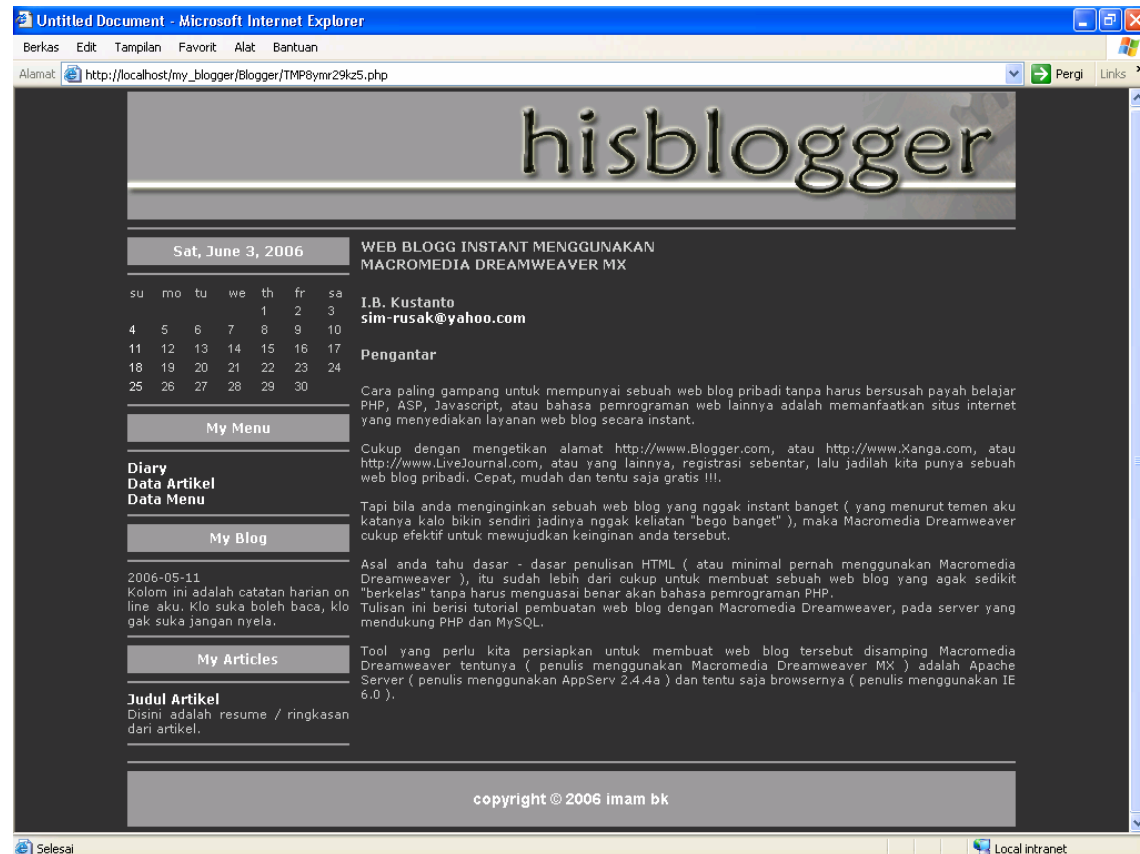 Untitled Document - Microsoft Internet Explorer
Berkas Edit Tampilan Favorit Alat Bantuan
Alamat http://localhost/my_blogger/Blogger/TMP8ymr29kz5.php Pergi Links
hisblogger
Sat, June 3, 2006
su mo tu we th fr sa
1 2 3
4 5 6 7 8 9 10
11 12 13 14 15 16 17
18 19 20 21 22 23 24
25 26 27 28 29 30
My Menu
Diary
Data Artikel
Data Menu
My Blog
2006-05-11
Kolom ini adalah catatan harian on
line aku. Klo suka boleh baca, klo
gak suka jangan nyela.
My Articles
Judul Artikel
Disini adalah resume / ringkasan
dari artikel.
WEB BLOGG INSTANT MENGGUNAKAN
MACROMEDIA DREAMWEAVER MX
I.B. Kustanto
sim-rusak@yahoo.com
Pengantar
Cara paling gampang untuk mempunyai sebuah web blog pribadi tanpa harus bersusah payah belajar
PHP, ASP, Javascript, atau bahasa pemrograman web lainnya adalah memanfaatkan situs internet
yang menyediakan layanan web blog secara instant.
Cukup dengan mengetikan alamat http://www.Blogger.com, atau http://www.Xanga.com, atau
http://www.LiveJournal.com, atau yang lainnya, registrasi sebentar, lalu jadilah kita punya sebuah
web blog pribadi. Cepat, mudah dan tentu saja gratis !!!.
Tapi bila anda menginginkan sebuah web blog yang nggak instant banget ( yang menurut temen aku
katanya kalo bikin sendiri jadinya nggak keliatan "bego banget" ), maka Macromedia Dreamweaver
cukup efektif untuk mewujudkan keinginan anda tersebut.
Asal anda tahu dasar - dasar penulisan HTML ( atau minimal pernah menggunakan Macromedia
Dreamweaver ), itu sudah lebih dari cukup untuk membuat sebuah web blog yang agak sedikit
"berkelas" tanpa harus menguasai benar akan bahasa pemrograman PHP.
Tulisan ini berisi tutorial pembuatan web blog dengan Macromedia Dreamweaver, pada server yang
mendukung PHP dan MySQL.
Tool yang perlu kita persiapkan untuk membuat web blog tersebut disamping Macromedia
Dreamweaver tentunya ( penulis menggunakan Macromedia Dreamweaver MX ) adalah Apache
Server ( penulis menggunakan AppServ 2.4.4a ) dan tentu saja browsernya ( penulis menggunakan IE
6.0 ).
copyright © 2006 imam bk
Selesai Local intranet